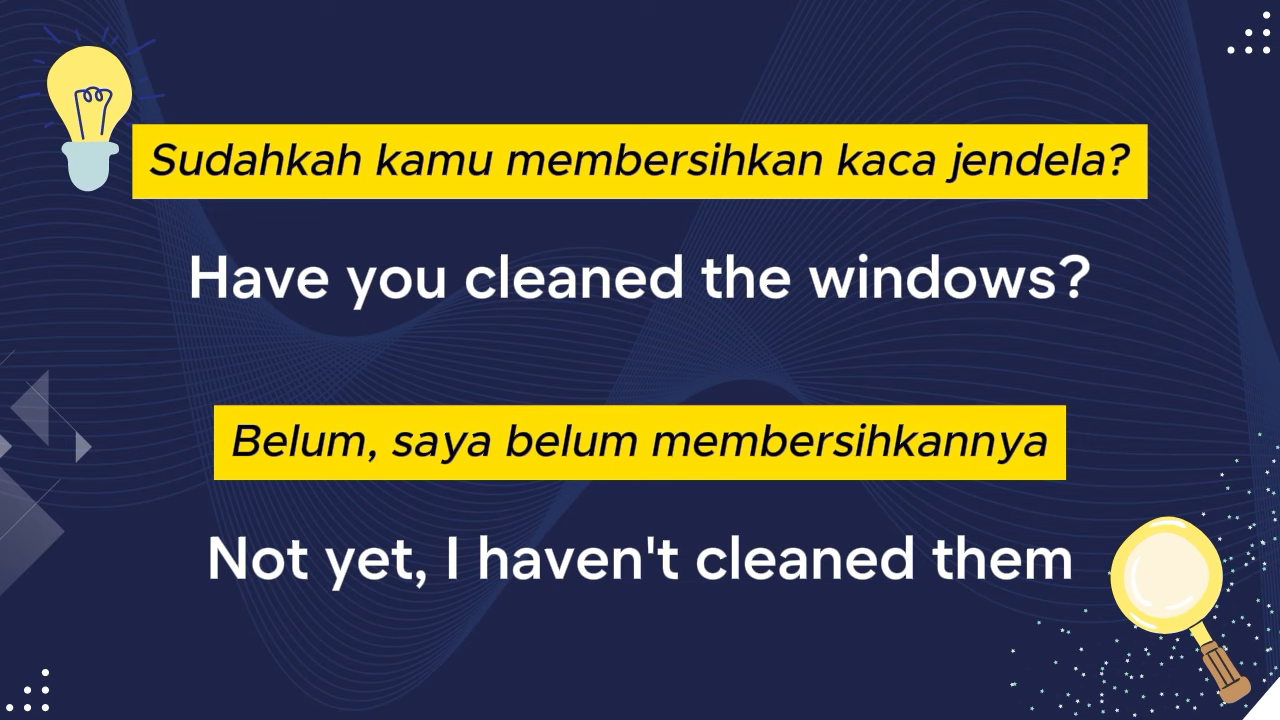 Sudahkah kamu membersihkan kaca jendela?
Have you cleaned the windows?
Belum, saya belum membersihkannya
Not yet, I haven't cleaned them